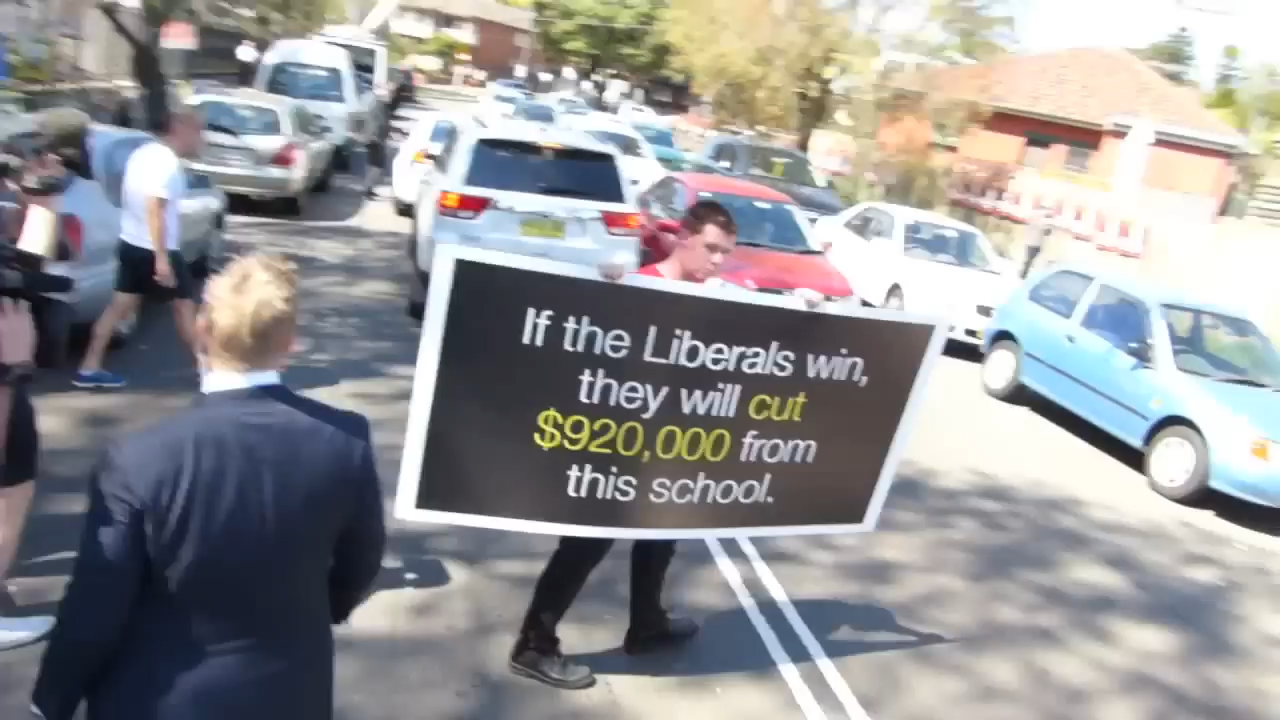 If the Liberals win,
they will cut
$920,000 from
this school.